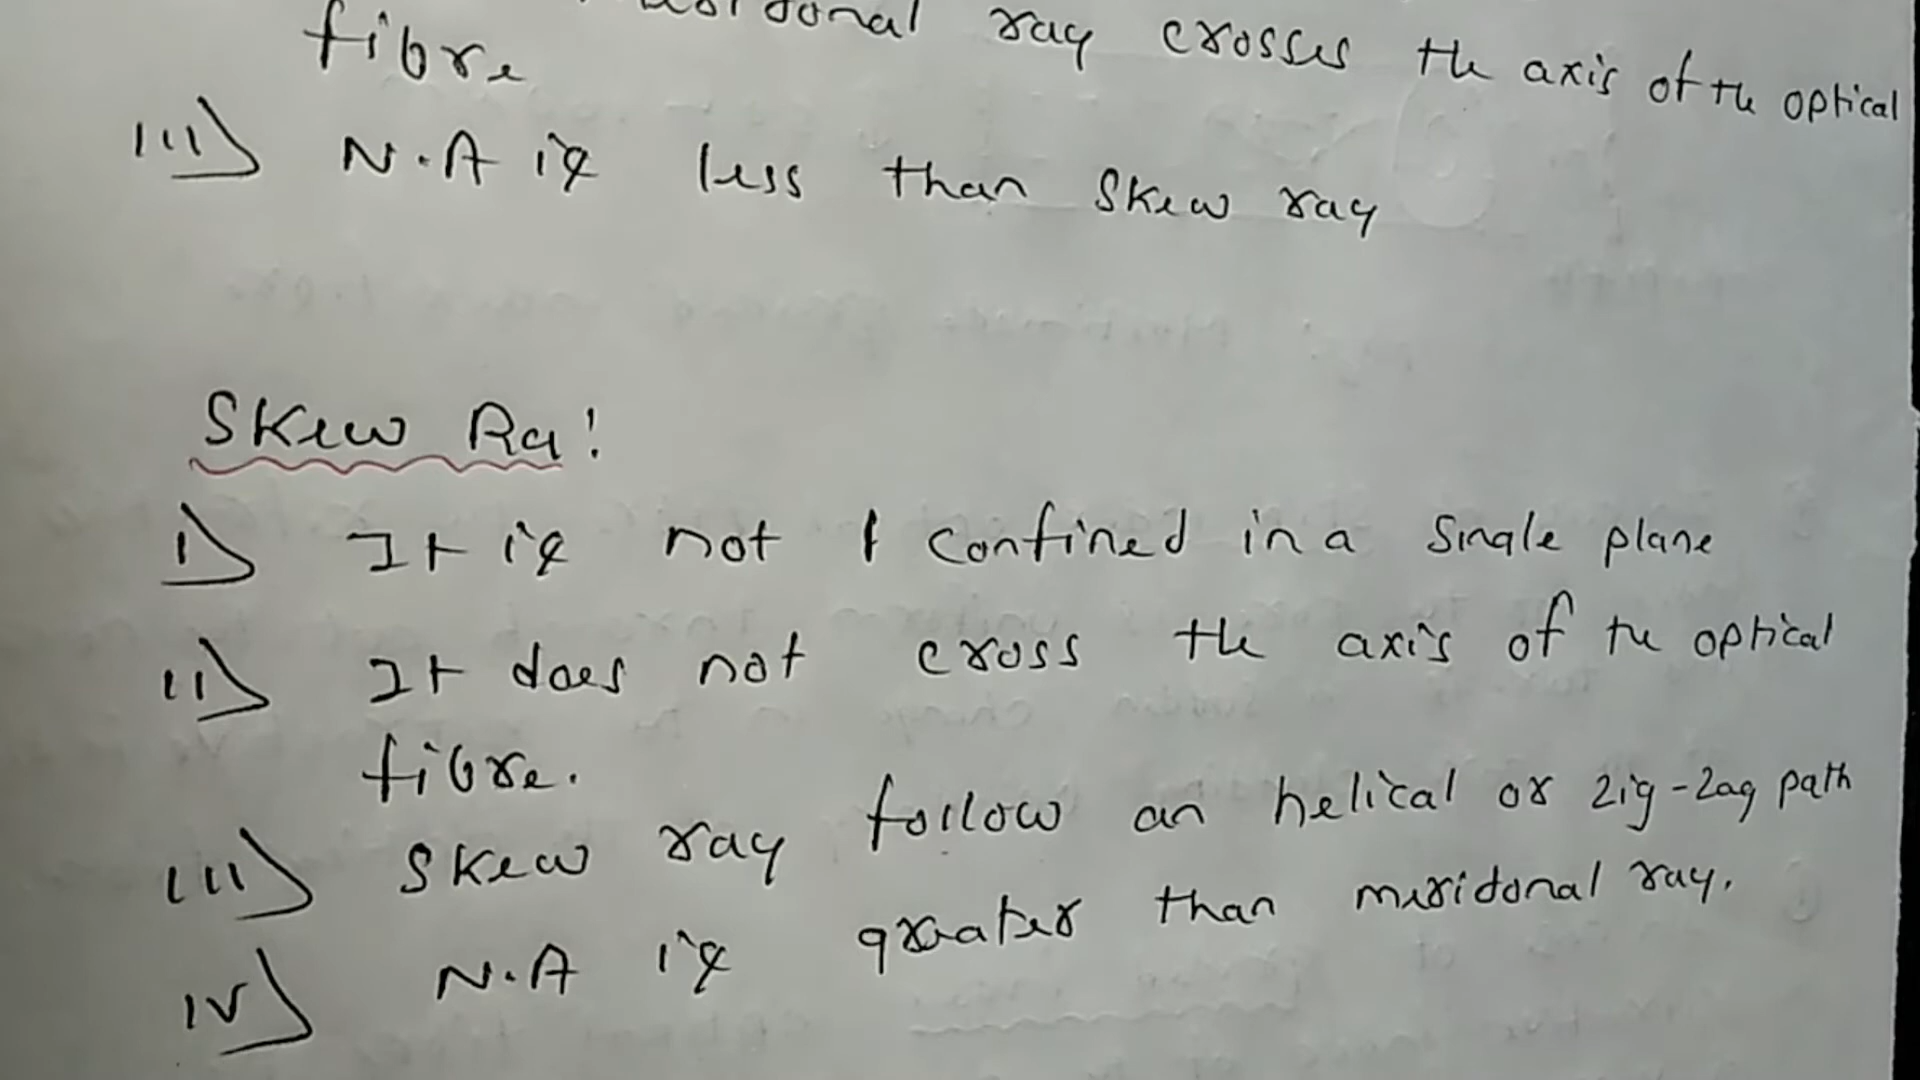 ray crosses the axis of the optical
fibre
III) N.A is less than Skew ray
Skew Ra:
I) It is not confined in a single plane
II) It does not cross the axis of the optical
fibre.
III) Skew ray follow an helical or zig-zag path
IV) N.A is greater than meridonal ray.